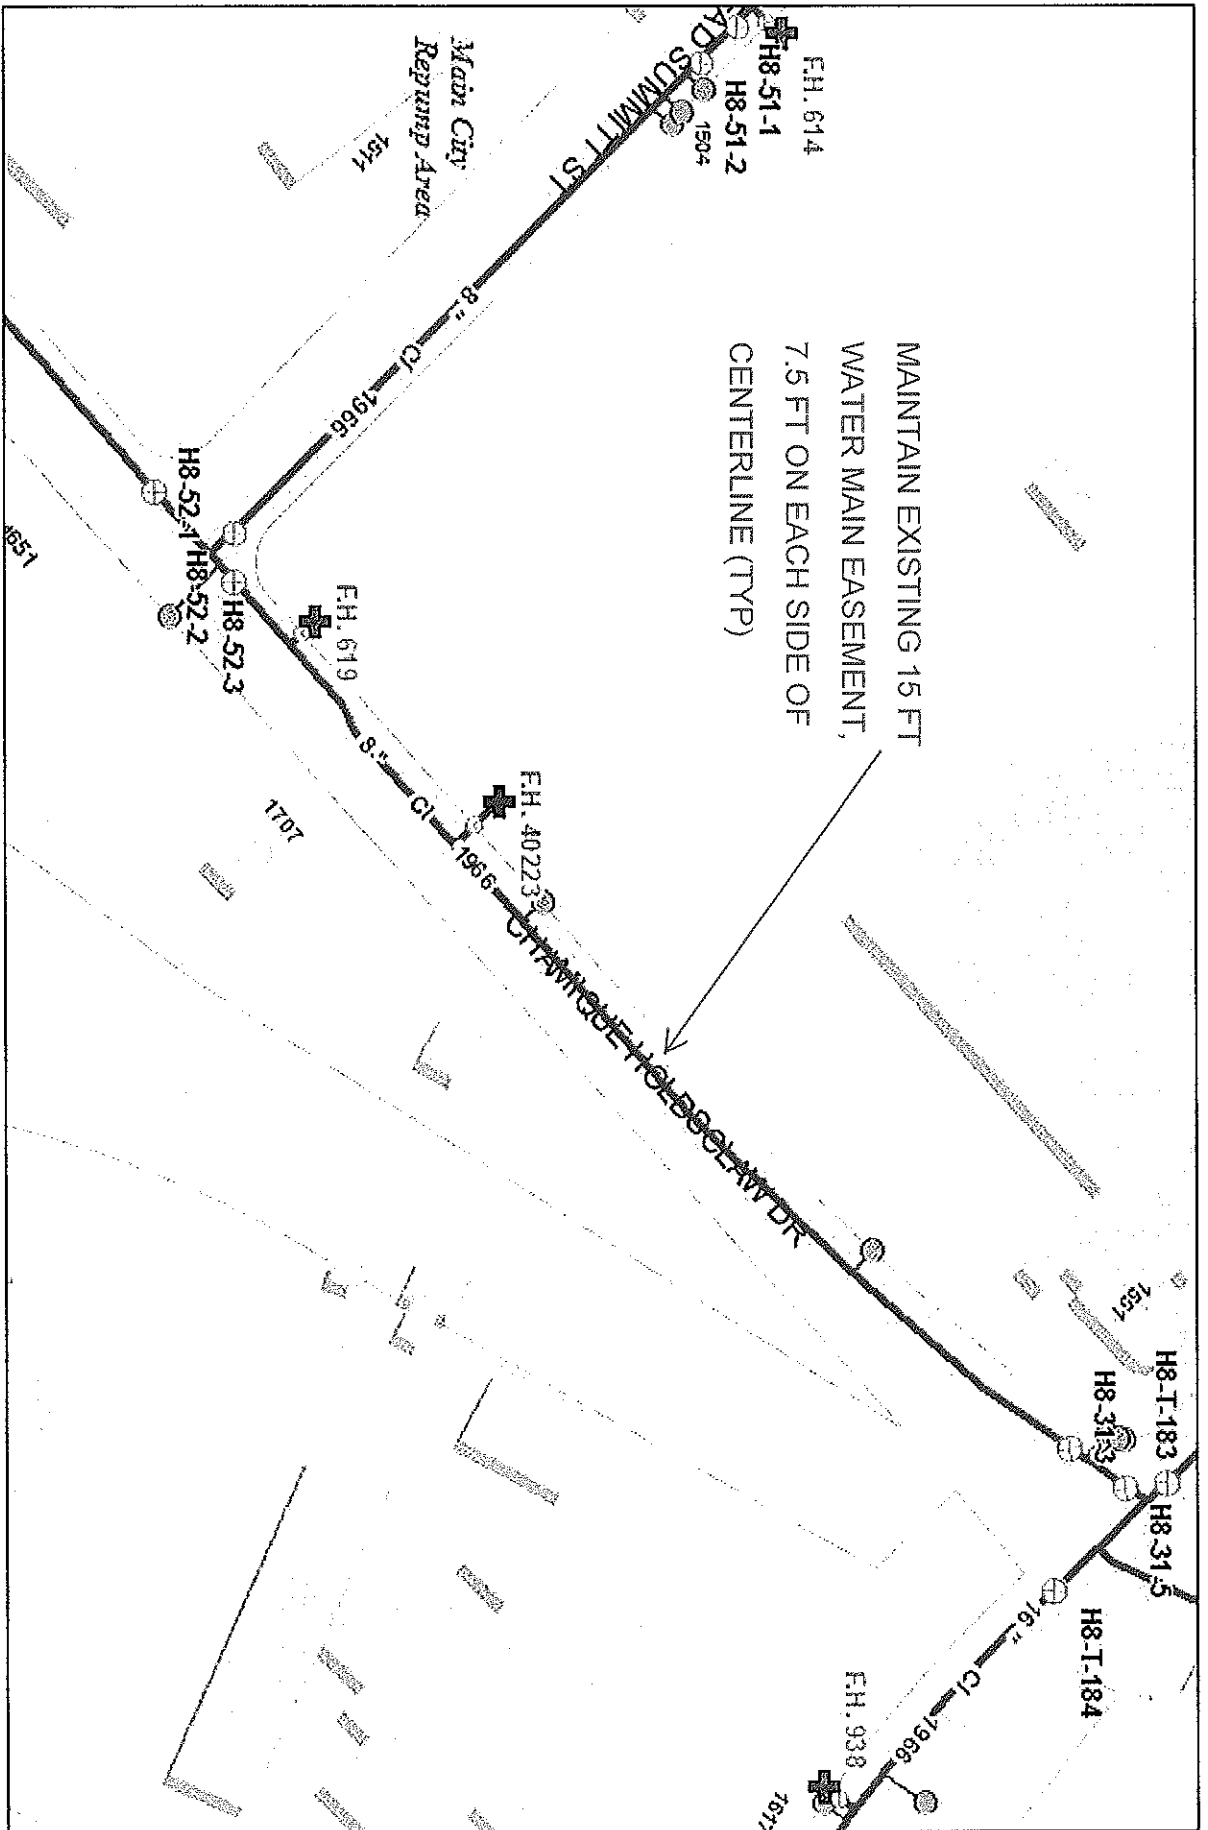 MAINTAIN EXISTING 15 FT
WATER MAIN EASEMENT,
7.5 FT ON EACH SIDE OF
CENTERLINE (TYP)
F.H. 614
H8-51-1
H8-51-2
1504
SUMMITT ST
Main City
Repump Area
1511
8" CI 1966
H8-52-1
H8-52-2
H8-52-3
F.H. 619
1707
8" CI 1966
F.H. 40223
CHAMIQUE HOLDSCLAW DR
1551
H8-T-183
H8-31-3
H8-31-5
H8-T-184
16" CI 1966
F.H. 938